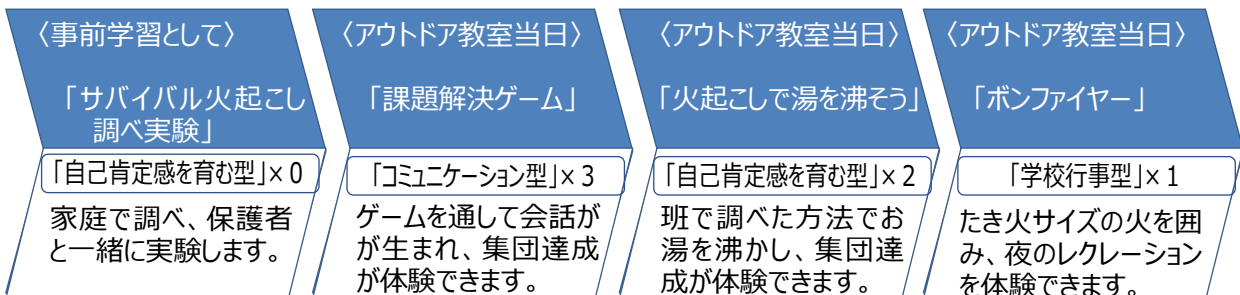 〈事前学習として〉
「サバイバル火起こし
調べ実験」
「自己肯定感を育む型」×０
家庭で調べ、保護者
と一緒に実験します。
〈アウトドア教室当日〉
「課題解決ゲーム」
「コミュニケーション型」×３
ゲームを通して会話が
が生まれ、集団達成
が体験できます。
〈アウトドア教室当日〉
「火起こしで湯を沸そう」
「自己肯定感を育む型」×２
班で調べた方法でお
湯を沸かし、集団達
成が体験できます。
〈アウトドア教室当日〉
「ボンファイヤー」
「学校行事型」×１
たき火サイズの火を囲
み、夜のレクレーション
を体験できます。